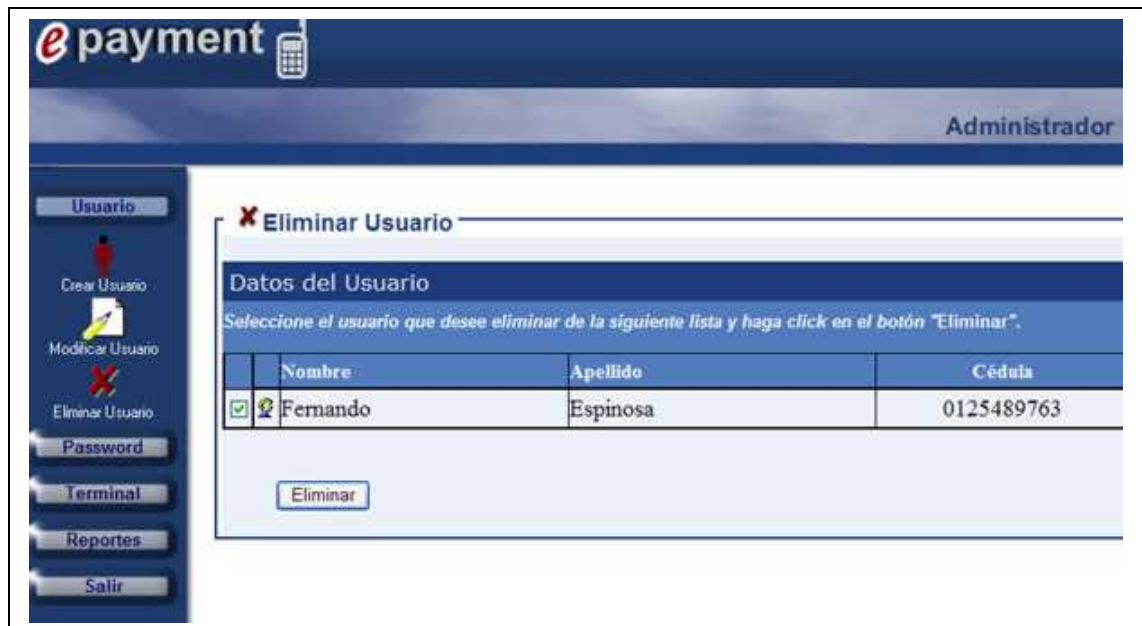 e payment
Administrador
Usuario
Crear Usuario
Modificar Usuario
Eliminar Usuario
Password
Terminal
Reportes
Salir
Eliminar Usuario
Datos del Usuario
Seleccione el usuario que desee eliminar de la siguiente lista y haga click en el botón "Eliminar".
Nombre Apellido Cédula
Fernando Espinosa 0125489763
Eliminar